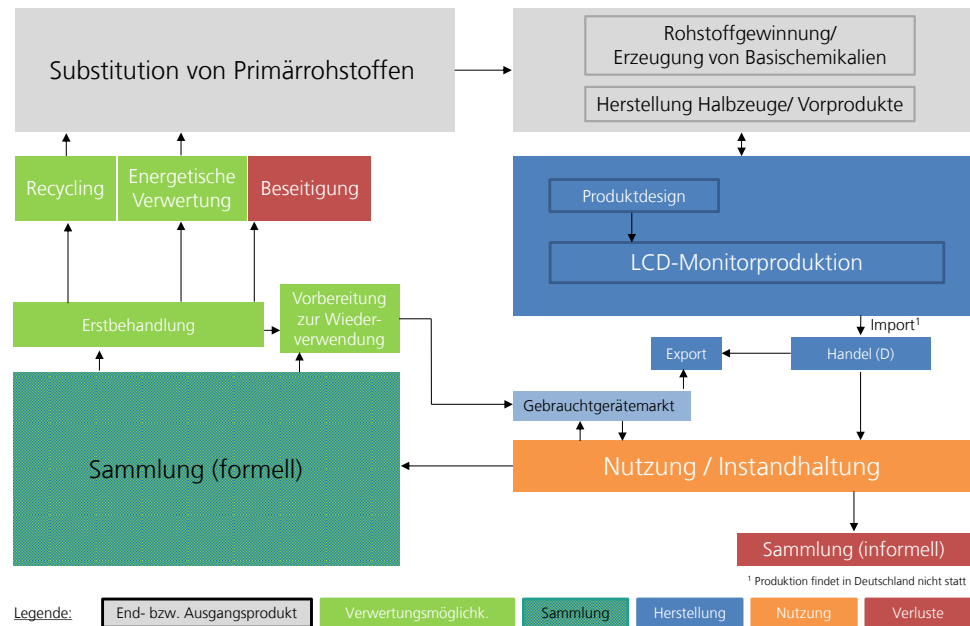 Substitution von Primärrohstoffen
Rohstoffgewinnung/
Erzeugung von Basischemikalien
Herstellung Halbzeuge/ Vorprodukte
Recycling
Energetische
Verwertung
Beseitigung
Produktdesign
LCD-Monitorproduktion
Erstbehandlung
Vorbereitung
zur Wieder-
verwendung
Import¹
Export
Handel (D)
Gebrauchtgerätemarkt
Sammlung (formell)
Nutzung / Instandhaltung
Sammlung (informell)
¹ Produktion findet in Deutschland nicht statt
Legende:
End- bzw. Ausgangsprodukt
Verwertungsmöglichk.
Sammlung
Herstellung
Nutzung
Verluste